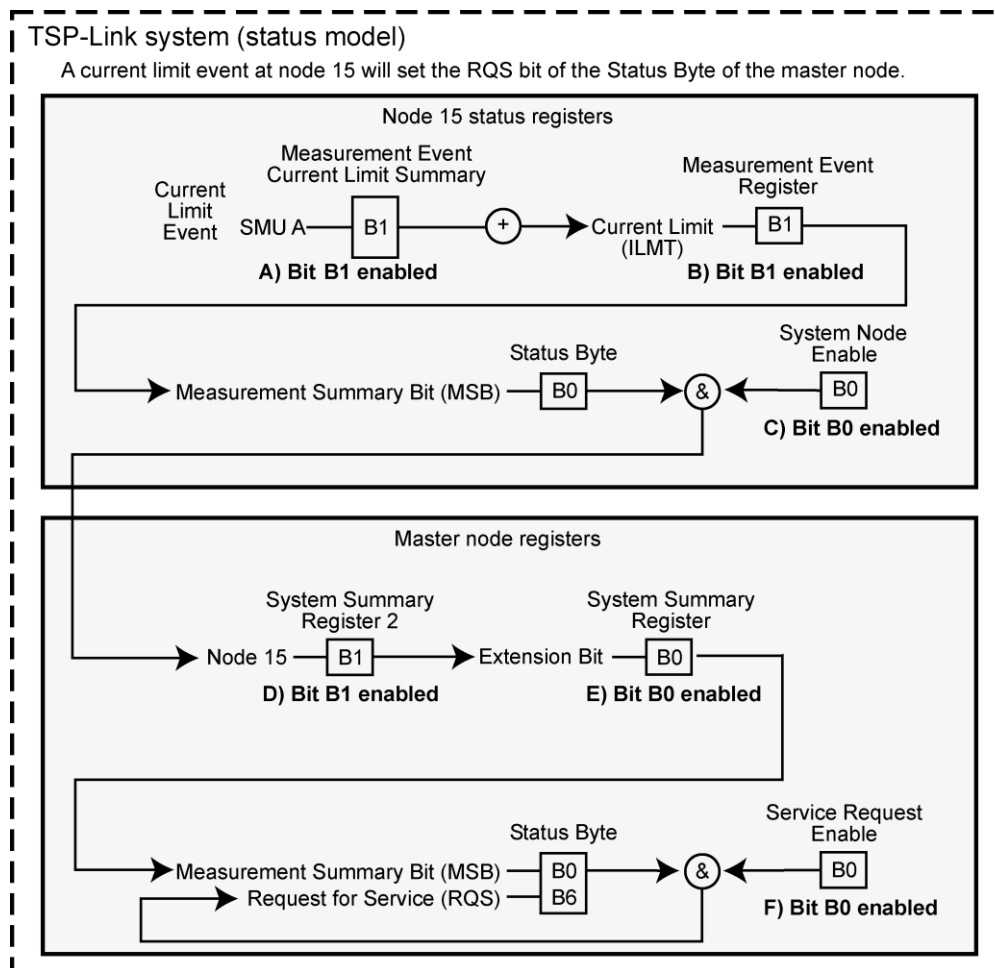 TSP-Link system (status model)
A current limit event at node 15 will set the RQS bit of the Status Byte of the master node.
Node 15 status registers
Measurement Event
Current Limit Summary
Current
Limit
Event
SMU A
B1
+
A) Bit B1 enabled
Measurement Event
Register
Current Limit
(ILMT)
B1
B) Bit B1 enabled
Status Byte
Measurement Summary Bit (MSB)
B0
&
System Node
Enable
B0
C) Bit B0 enabled
Master node registers
System Summary
Register 2
Node 15
B1
D) Bit B1 enabled
System Summary
Register
Extension Bit
B0
E) Bit B0 enabled
Status Byte
Measurement Summary Bit (MSB)
B0
Request for Service (RQS)
B6
&
Service Request
Enable
B0
F) Bit B0 enabled